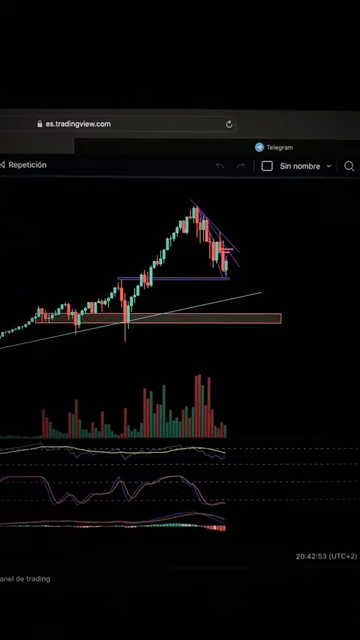 es.tradingview.com
Telegram
Repetición
Sin nombre
20:42:53 (UTC+2)
anel de trading